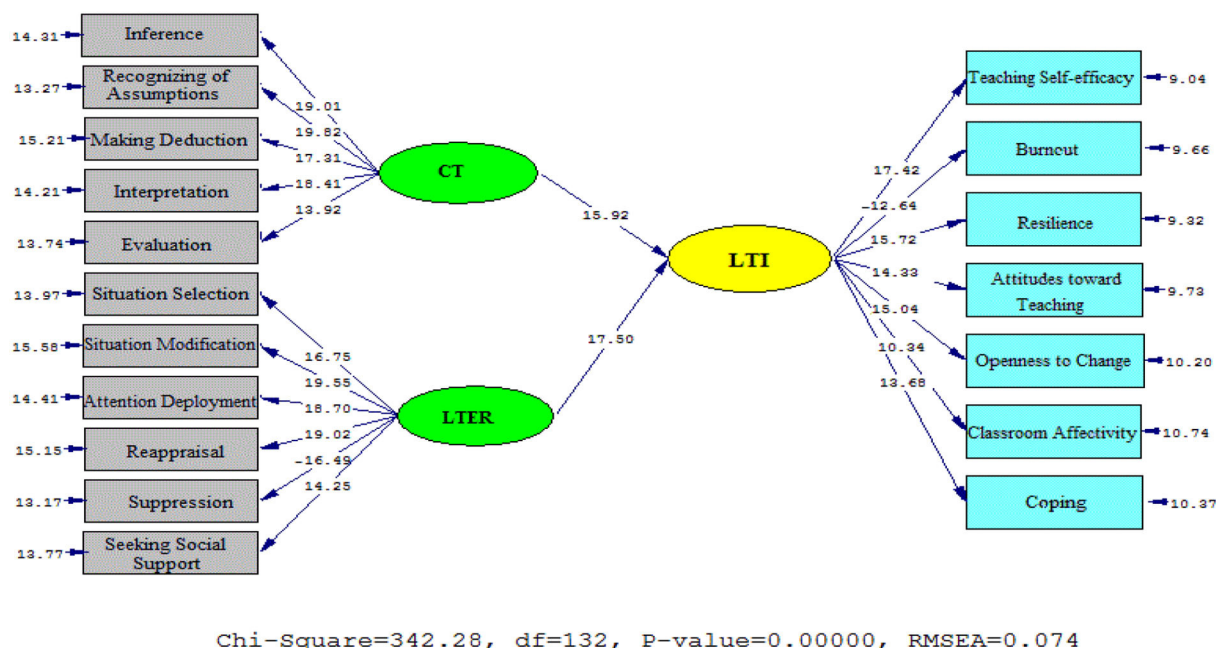 14.31
Inference
13.27
Recognizing of
Assumptions
15.21
Making Deduction
14.21
Interpretation
13.74
Evaluation
13.97
Situation Selection
15.58
Situation Modification
14.41
Attention Deployment
15.15
Reappraisal
13.17
Suppression
13.77
Seeking Social
Support
19.01
19.82
17.31
18.41
13.92
CT
16.75
19.55
18.70
19.02
-16.49
14.25
LTER
15.92
17.50
LTI
17.42
-12.64
15.72
14.33
15.04
10.34
13.68
Teaching Self-efficacy
9.04
Burnout
9.66
Resilience
9.32
Attitudes toward
Teaching
9.73
Openness to Change
10.20
Classroom Affectivity
10.74
Coping
10.37
Chi-Square=342.28, df=132, P-value=0.00000, RMSEA=0.074